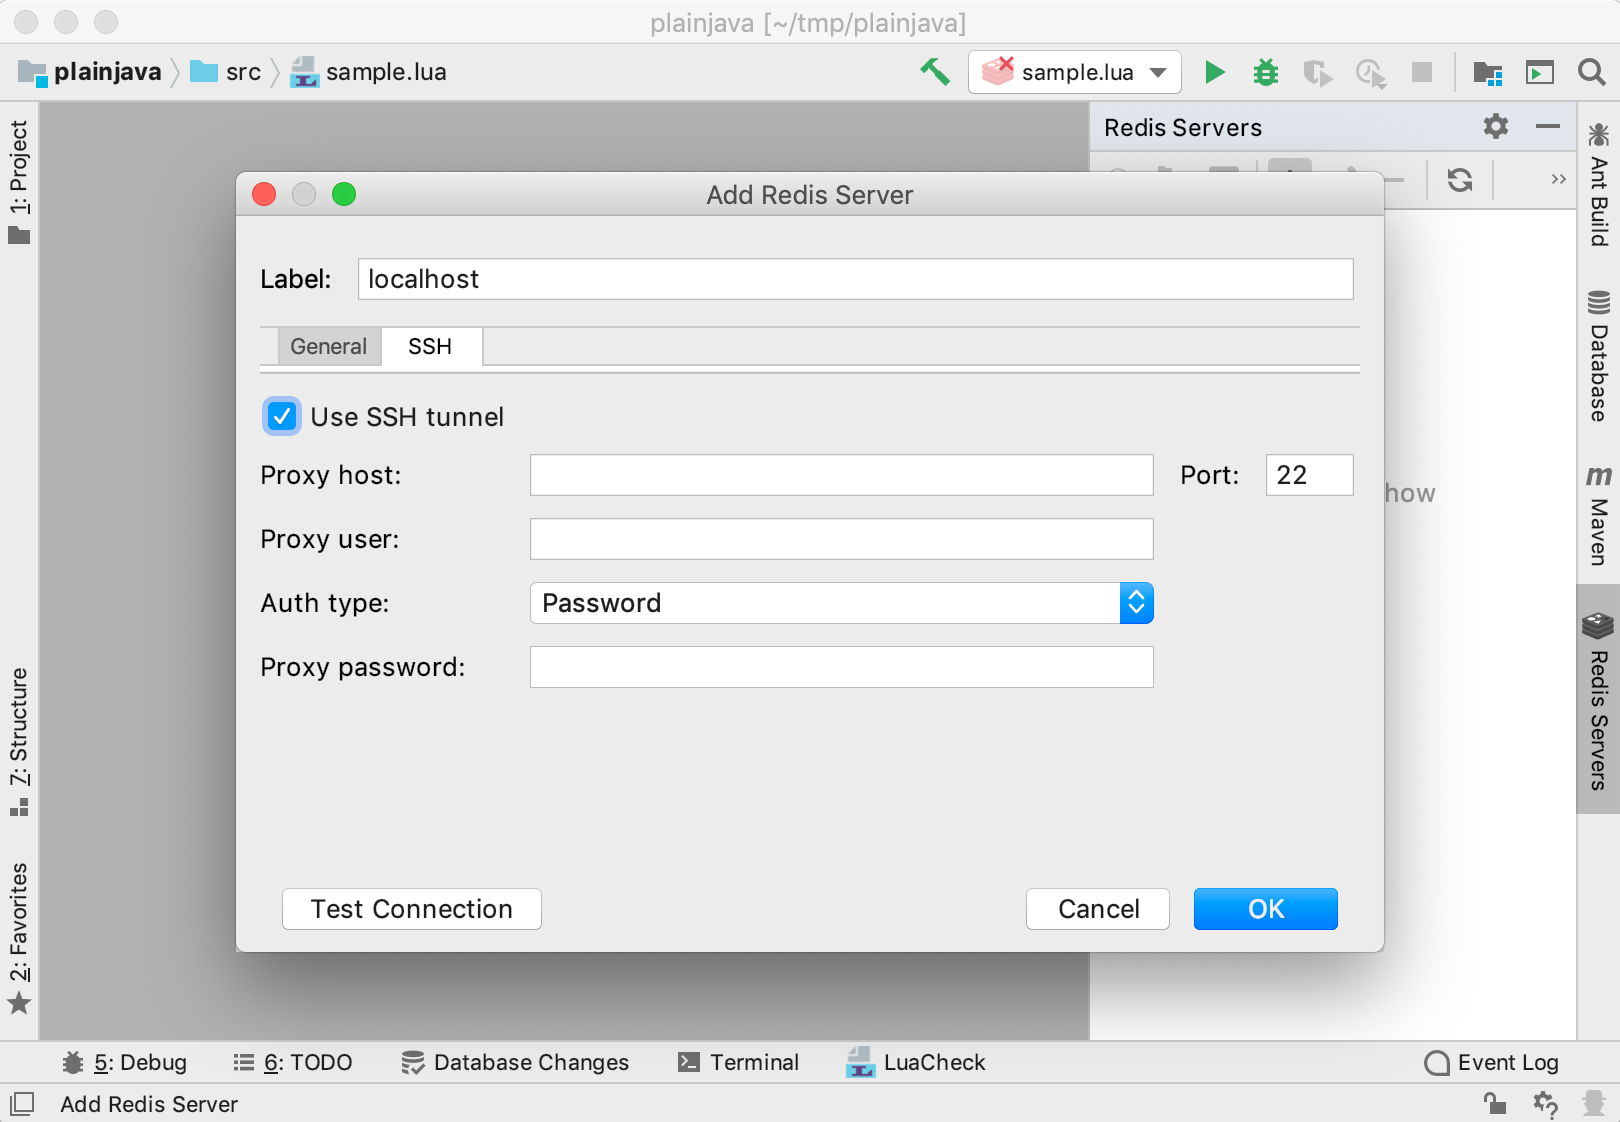 plainjava [~/tmp/plainjava]
plainjava src sample.lua
sample.lua
Redis Servers
1: Project
7: Structure
2: Favorites
Add Redis Server
Label: localhost
General SSH
Use SSH tunnel
Proxy host: Port: 22
Proxy user:
Auth type: Password
Proxy password:
Test Connection Cancel OK
how
Ant Build
Database
m Maven
Redis Servers
5: Debug 6: TODO Database Changes Terminal LuaCheck Event Log
Add Redis Server